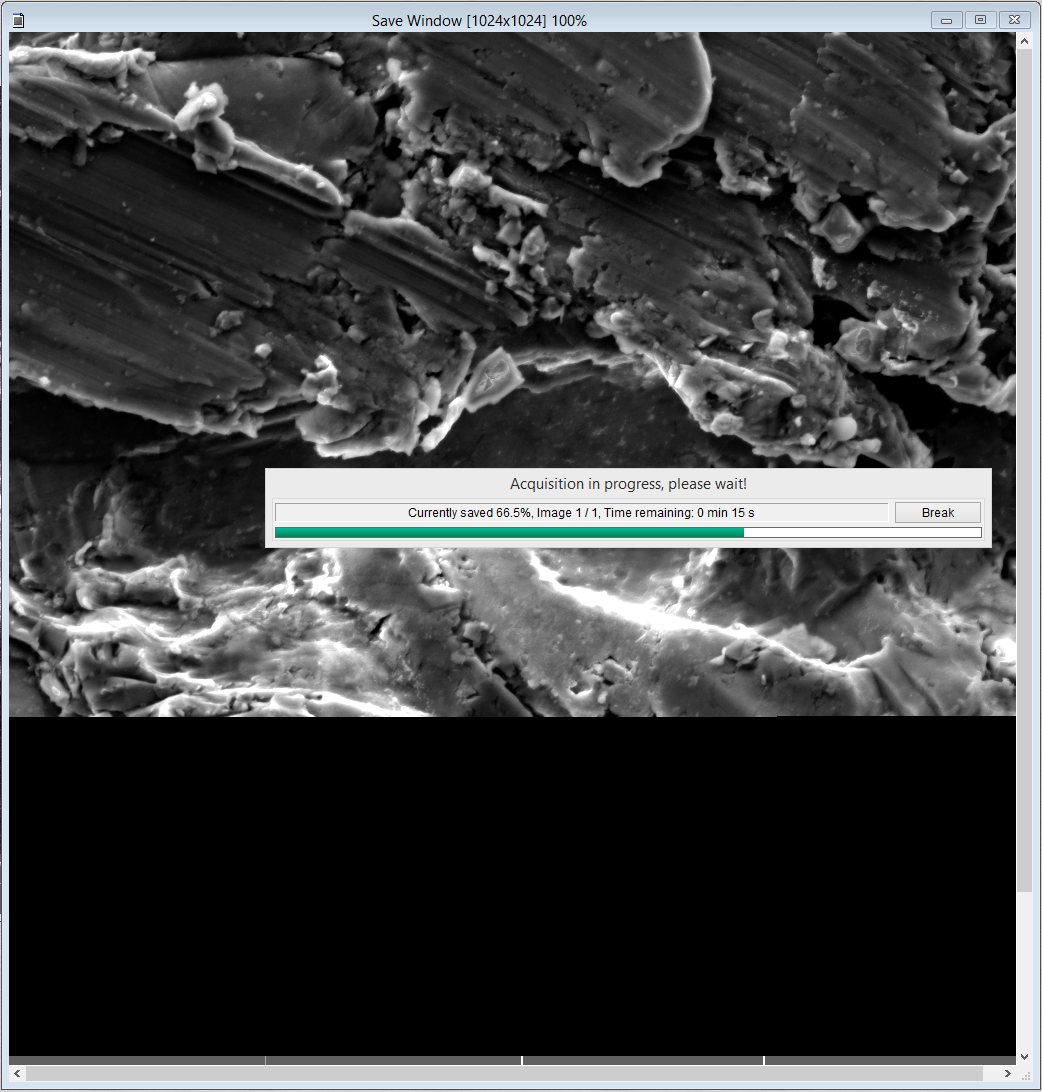 Save Window [1024x1024] 100%
Acquisition in progress, please wait!
Currently saved 66.5%, Image 1 / 1, Time remaining: 0 min 15 s
Break